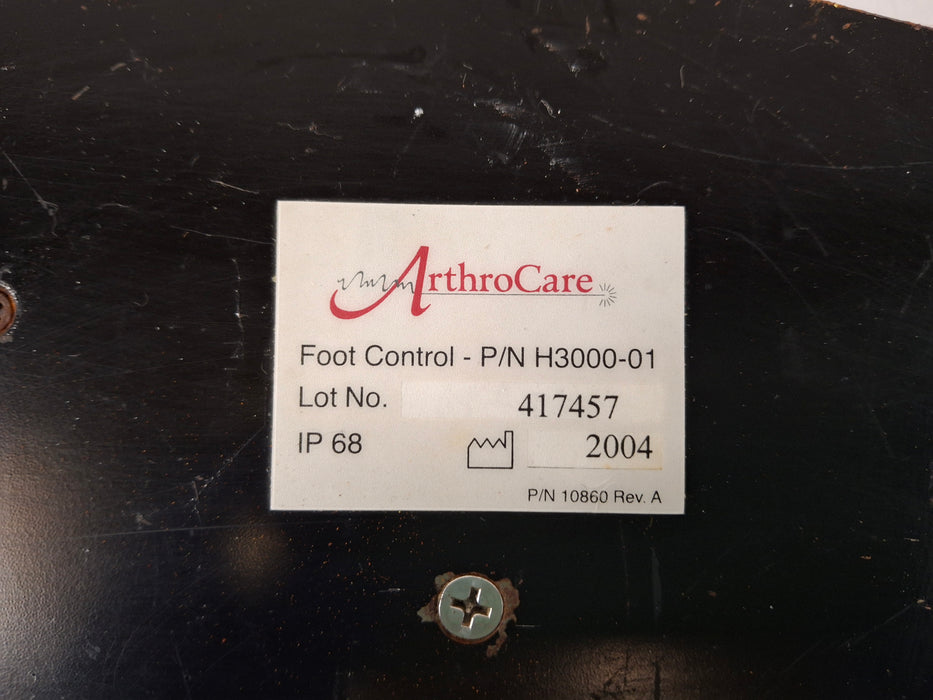 ArthroCare
Foot Control - P/N H3000-01
Lot No. 417457
IP 68 2004
P/N 10860 Rev. A